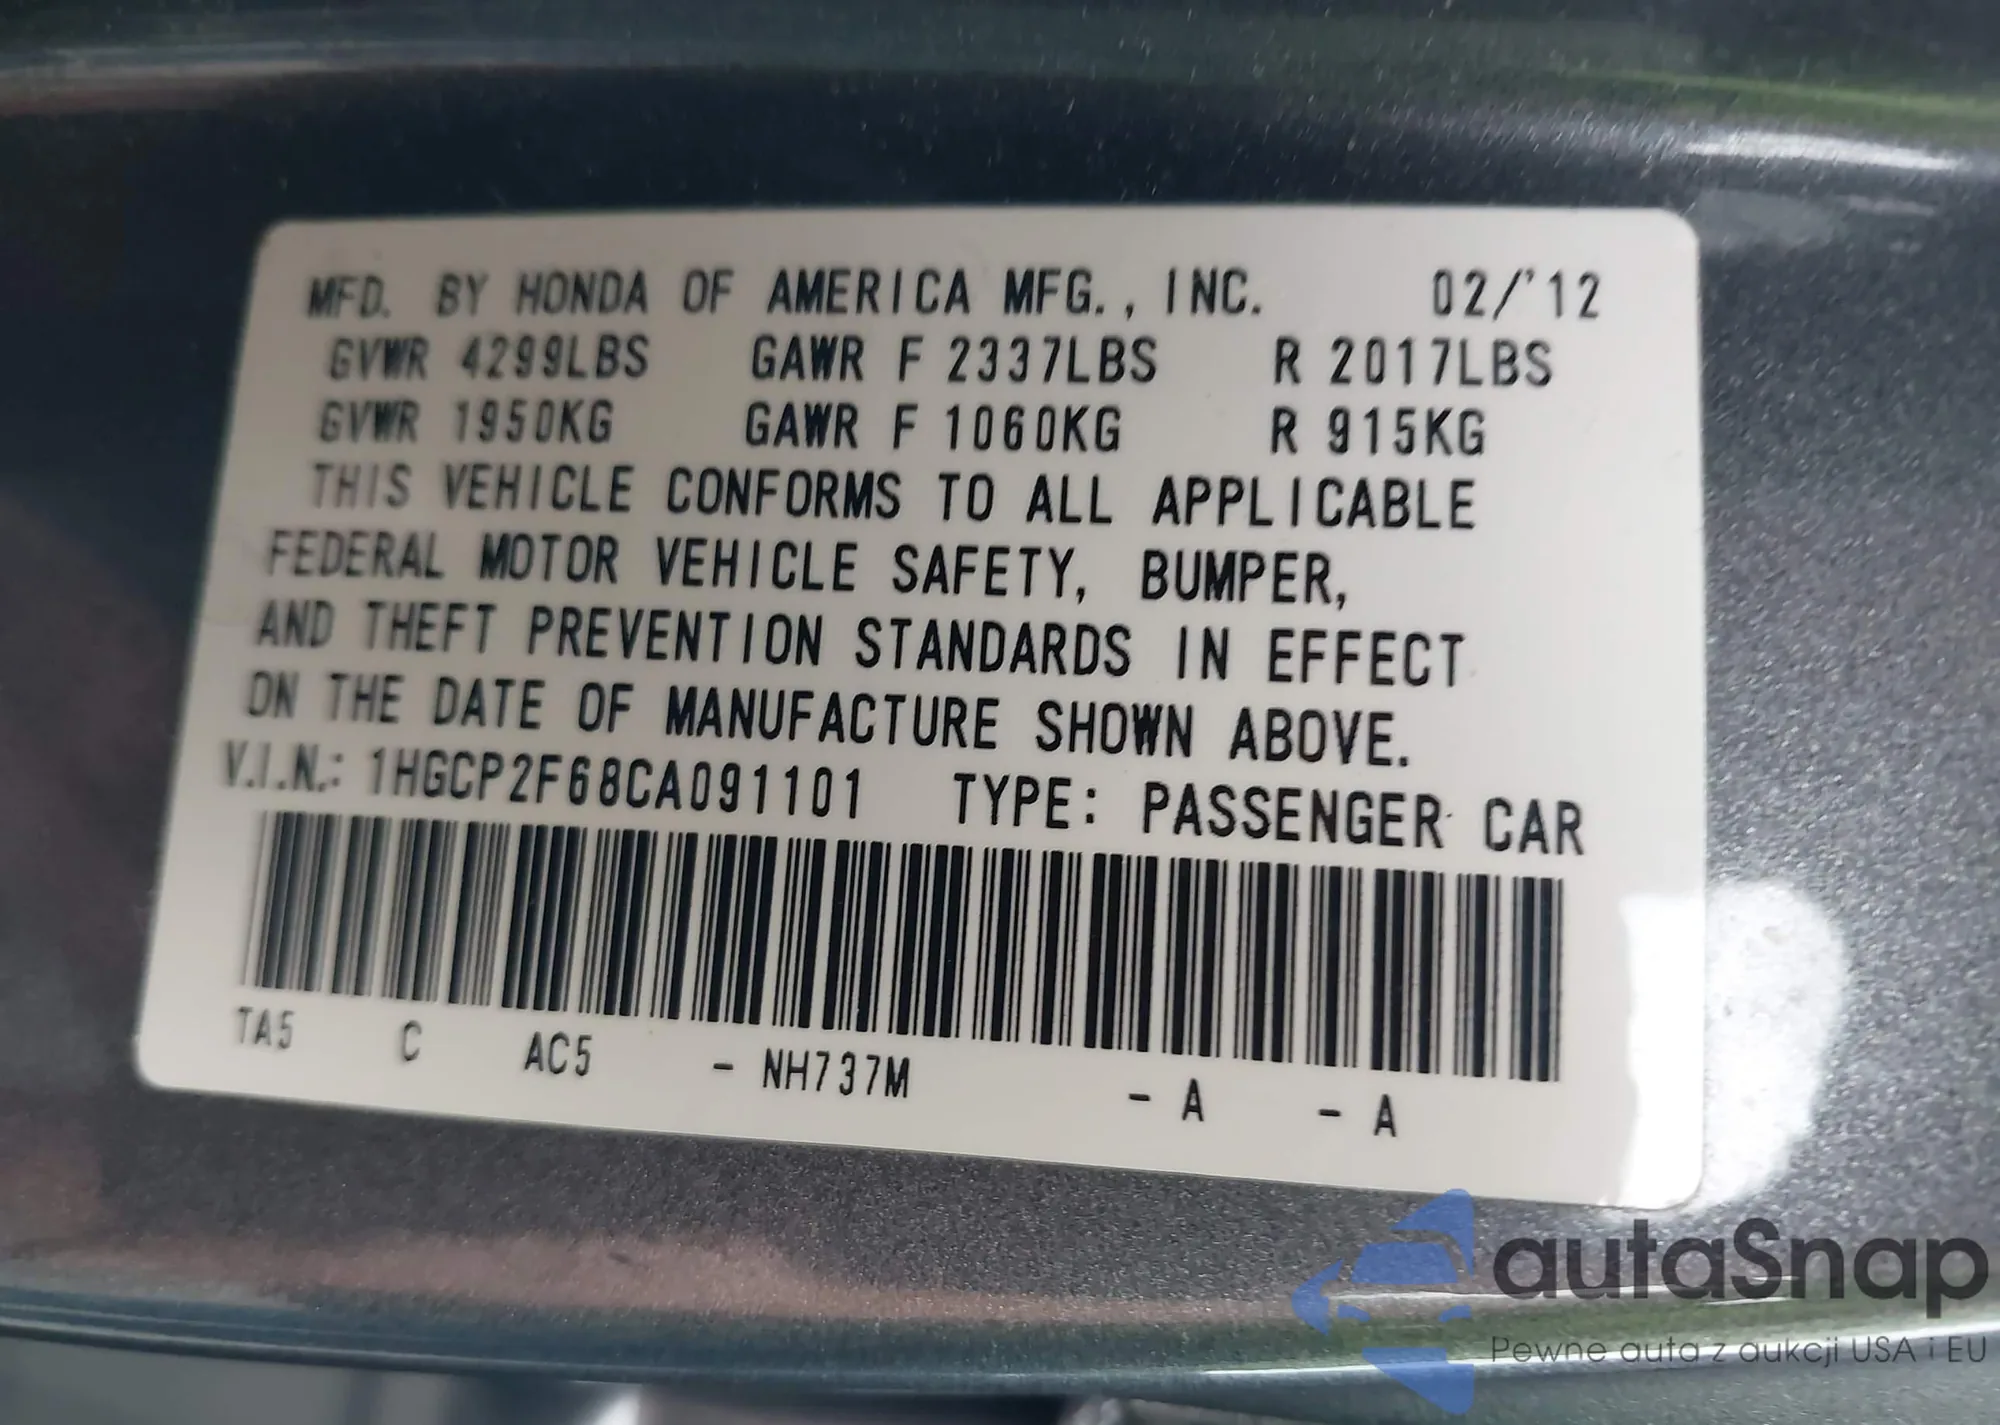 MFD. BY HONDA OF AMERICA MFG., INC. 02/'12
GVWR 4299LBS GAWR F 2337LBS R 2017LBS
GVWR 1950KG GAWR F 1060KG R 915KG
THIS VEHICLE CONFORMS TO ALL APPLICABLE
FEDERAL MOTOR VEHICLE SAFETY, BUMPER,
AND THEFT PREVENTION STANDARDS IN EFFECT
ON THE DATE OF MANUFACTURE SHOWN ABOVE.
V.I.N.: 1HGCP2F68CA091101 TYPE: PASSENGER CAR
TA5 C AC5 - NH737M - A - A
autaSnap
Pewne auta z aukcji USA i EU